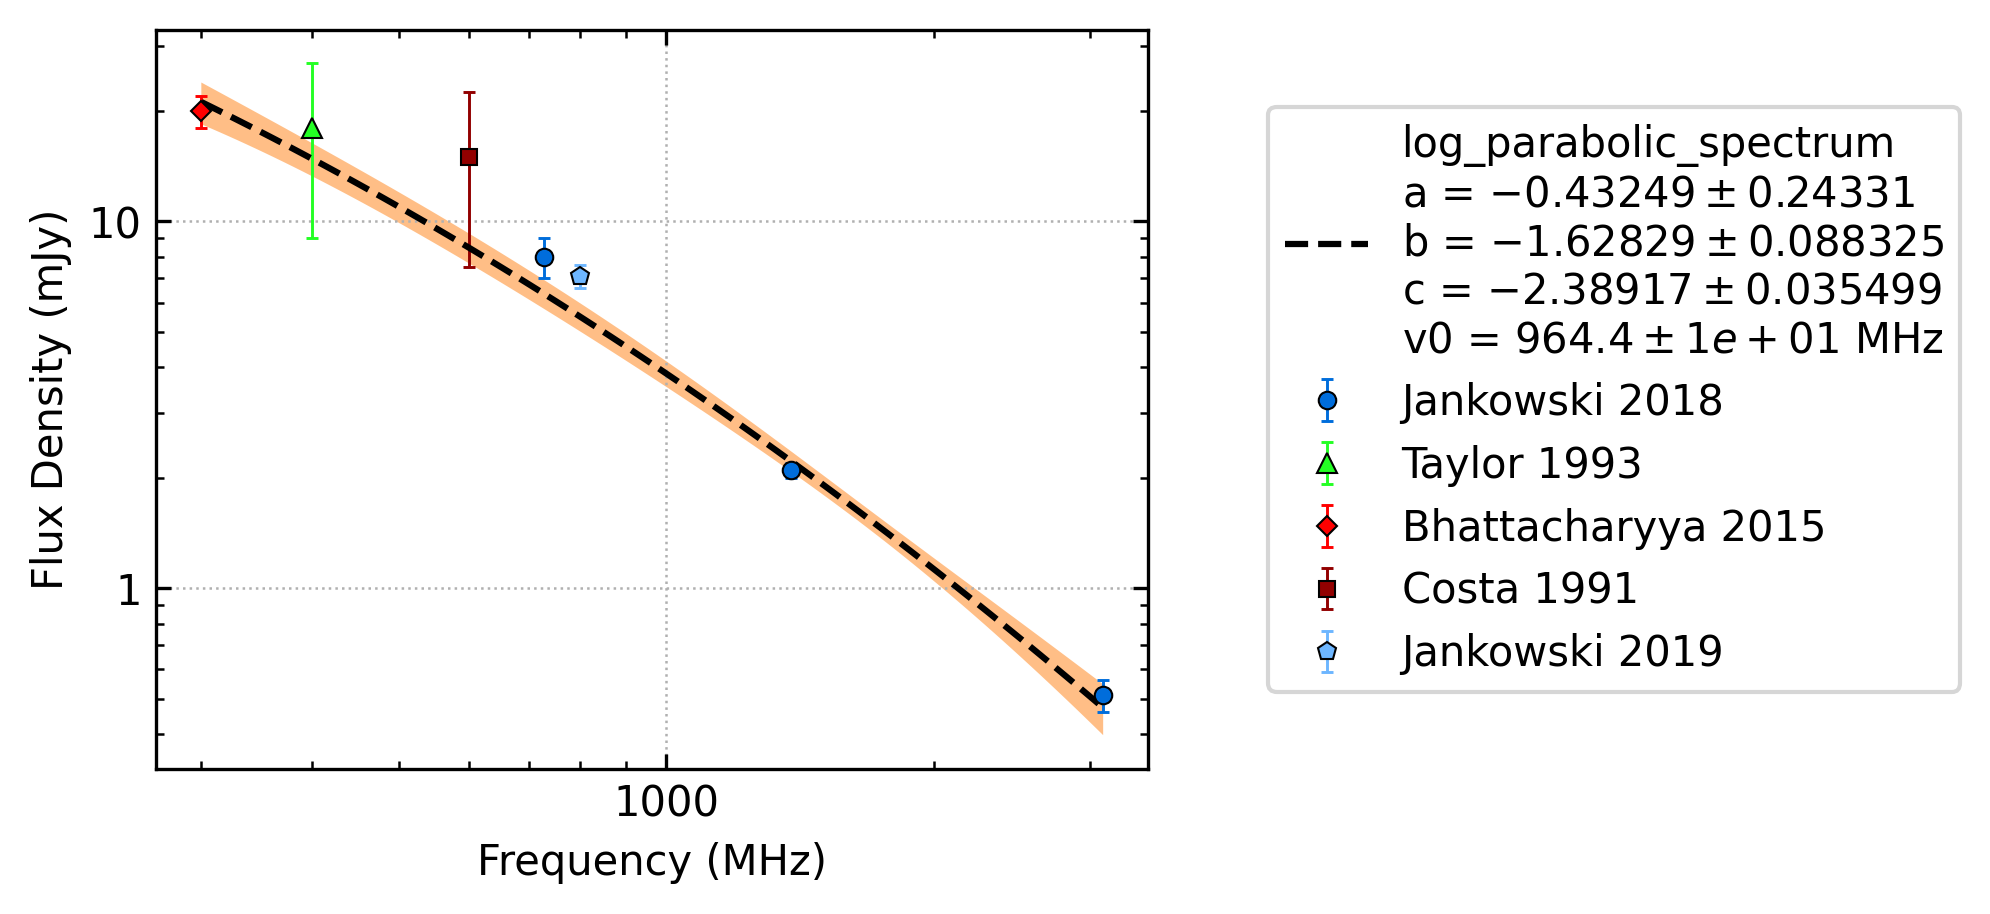 Flux Density (mJy)
10
1
1000
Frequency (MHz)
log_parabolic_spectrum
a = −0.43249 ± 0.24331
b = −1.62829 ± 0.088325
c = −2.38917 ± 0.035499
v0 = 964.4 ± 1e + 01 MHz
Jankowski 2018
Taylor 1993
Bhattacharyya 2015
Costa 1991
Jankowski 2019